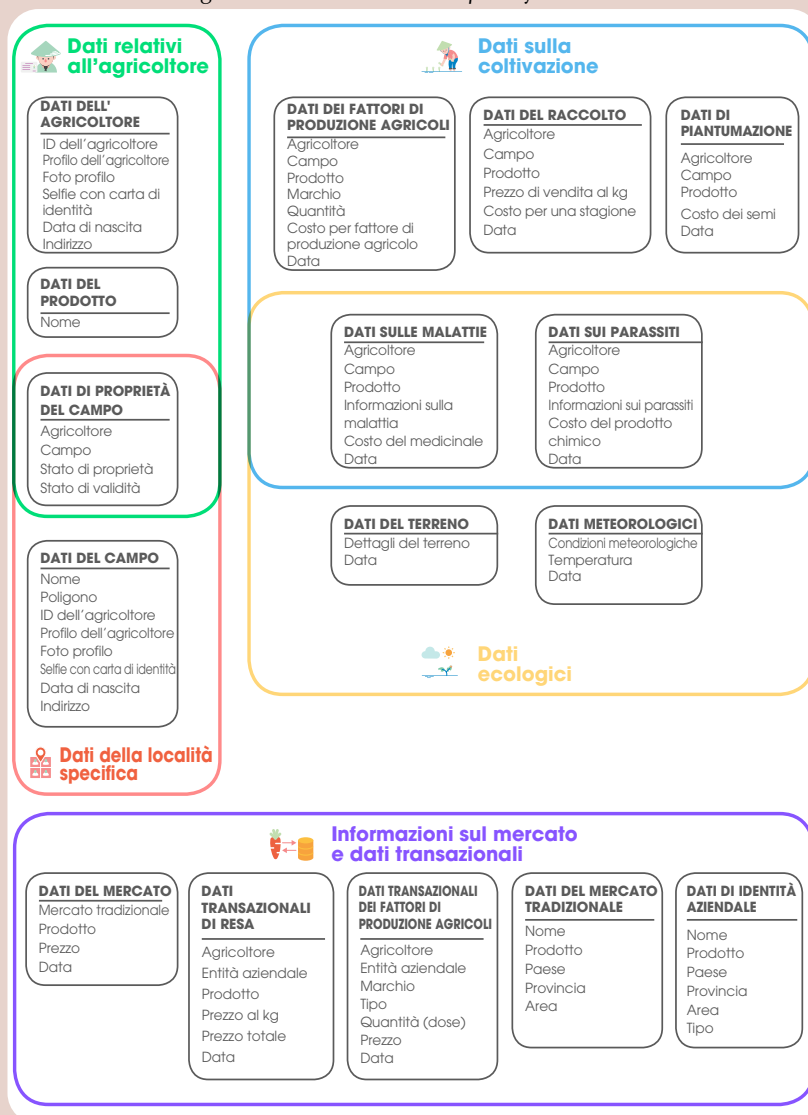 Dati relativi
all'agricoltore
DATI DELL'
AGRICOLTORE
ID dell'agricoltore
Profilo dell'agricoltore
Foto profilo
Selfie con carta di
identità
Data di nascita
Indirizzo
DATI DEL
PRODOTTO
Nome
DATI DI PROPRIETÀ
DEL CAMPO
Agricoltore
Campo
Stato di proprietà
Stato di validità
DATI DEL CAMPO
Nome
Poligono
ID dell'agricoltore
Profilo dell'agricoltore
Foto profilo
Selfie con carta di identità
Data di nascita
Indirizzo
Dati della località
specifica
Dati sulla
coltivazione
DATI DEI FATTORI DI
PRODUZIONE AGRICOLI
Agricoltore
Campo
Prodotto
Marchio
Quantità
Costo per fattore di
produzione agricolo
Data
DATI DEL RACCOLTO
Agricoltore
Campo
Prodotto
Prezzo di vendita al kg
Costo per una stagione
Data
DATI DI
PIANTUMAZIONE
Agricoltore
Campo
Prodotto
Costo dei semi
Data
DATI SULLE MALATTIE
Agricoltore
Campo
Prodotto
Informazioni sulla
malattia
Costo del medicinale
Data
DATI SUI PARASSITI
Agricoltore
Campo
Prodotto
Informazioni sui parassiti
Costo del prodotto
chimico
Data
DATI DEL TERRENO
Dettagli del terreno
Data
DATI METEOROLOGICI
Condizioni meteorologiche
Temperatura
Data
Dati
ecologici
Informazioni sul mercato
e dati transazionali
DATI DEL MERCATO
Mercato tradizionale
Prodotto
Prezzo
Data
DATI
TRANSAZIONALI
DI RESA
Agricoltore
Entità aziendale
Prodotto
Prezzo al kg
Prezzo totale
Data
DATI TRANSAZIONALI
DEI FATTORI DI
PRODUZIONE AGRICOLI
Agricoltore
Entità aziendale
Marchio
Tipo
Quantità (dose)
Prezzo
Data
DATI DEL MERCATO
TRADIZIONALE
Nome
Prodotto
Paese
Provincia
Area
DATI DI IDENTITÀ
AZIENDALE
Nome
Prodotto
Paese
Provincia
Area
Tipo